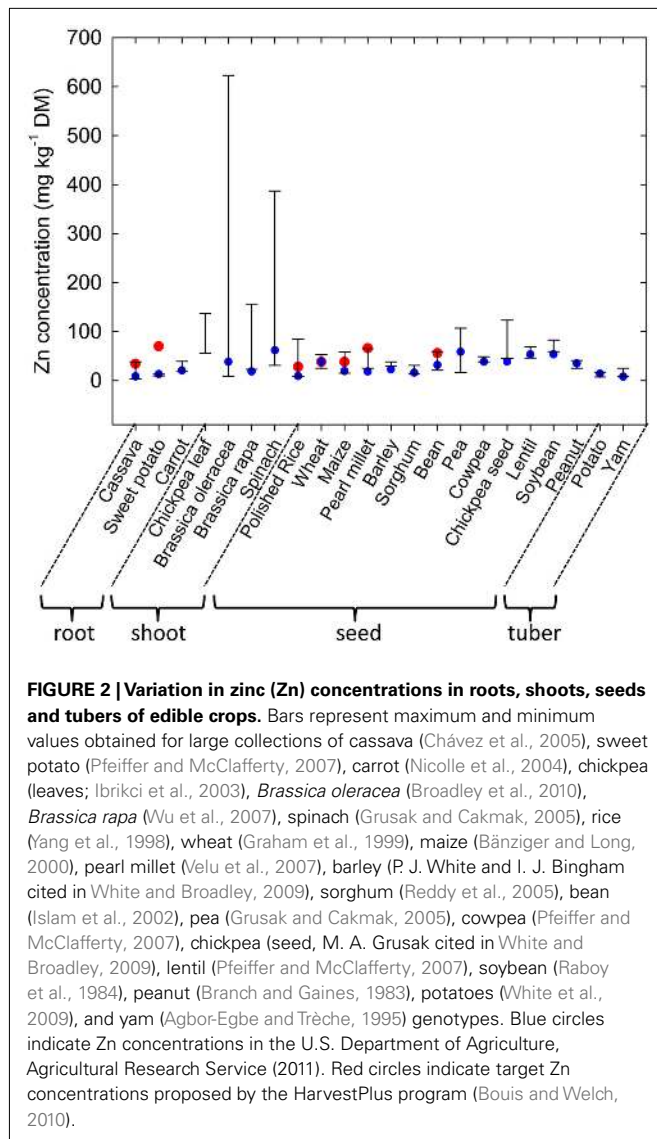 700
600
500
400
300
200
100
0
Zn concentration (mg kg⁻¹ DM)
Cassava
Sweet potato
Carrot
Chickpea leaf
Brassica oleracea
Brassica rapa
Spinach
Polished Rice
Wheat
Maize
Pearl millet
Barley
Sorghum
Bean
Pea
Cowpea
Chickpea seed
Lentil
Soybean
Peanut
Potato
Yam
root shoot seed tuber
FIGURE 2 | Variation in zinc (Zn) concentrations in roots, shoots, seeds
and tubers of edible crops. Bars represent maximum and minimum
values obtained for large collections of cassava (Chávez et al., 2005), sweet
potato (Pfeiffer and McClafferty, 2007), carrot (Nicolle et al., 2004), chickpea
(leaves; Ibrikci et al., 2003), Brassica oleracea (Broadley et al., 2010),
Brassica rapa (Wu et al., 2007), spinach (Grusak and Cakmak, 2005), rice
(Yang et al., 1998), wheat (Graham et al., 1999), maize (Bänziger and Long,
2000), pearl millet (Velu et al., 2007), barley (P. J. White and I. J. Bingham
cited in White and Broadley, 2009), sorghum (Reddy et al., 2005), bean
(Islam et al., 2002), pea (Grusak and Cakmak, 2005), cowpea (Pfeiffer and
McClafferty, 2007), chickpea (seed, M. A. Grusak cited in White and
Broadley, 2009), lentil (Pfeiffer and McClafferty, 2007), soybean (Raboy
et al., 1984), peanut (Branch and Gaines, 1983), potatoes (White et al.,
2009), and yam (Agbor-Egbe and Trèche, 1995) genotypes. Blue circles
indicate Zn concentrations in the U.S. Department of Agriculture,
Agricultural Research Service (2011). Red circles indicate target Zn
concentrations proposed by the HarvestPlus program (Bouis and Welch,
2010).